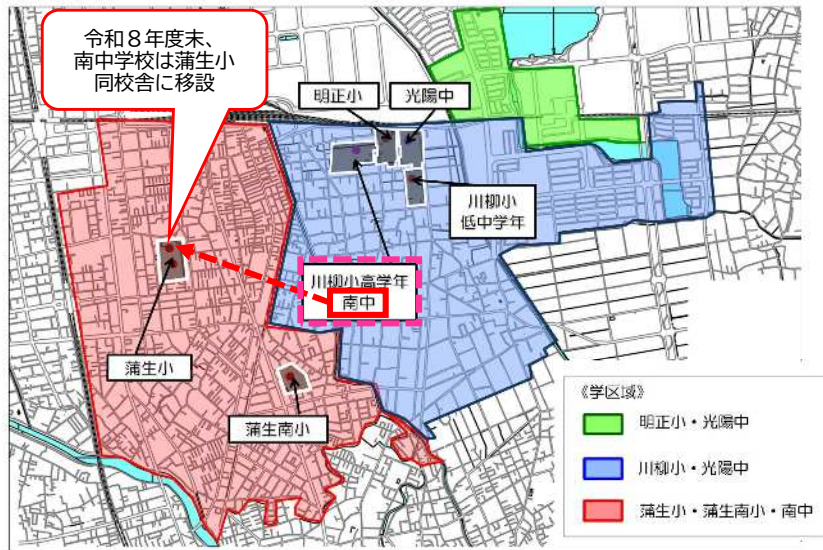 令和８年度末、
南中学校は蒲生小
同校舎に移設
明正小
光陽中
川柳小
低中学年
川柳小高学年
南中
蒲生小
蒲生南小
《学区域》
明正小・光陽中
川柳小・光陽中
蒲生小・蒲生南小・南中